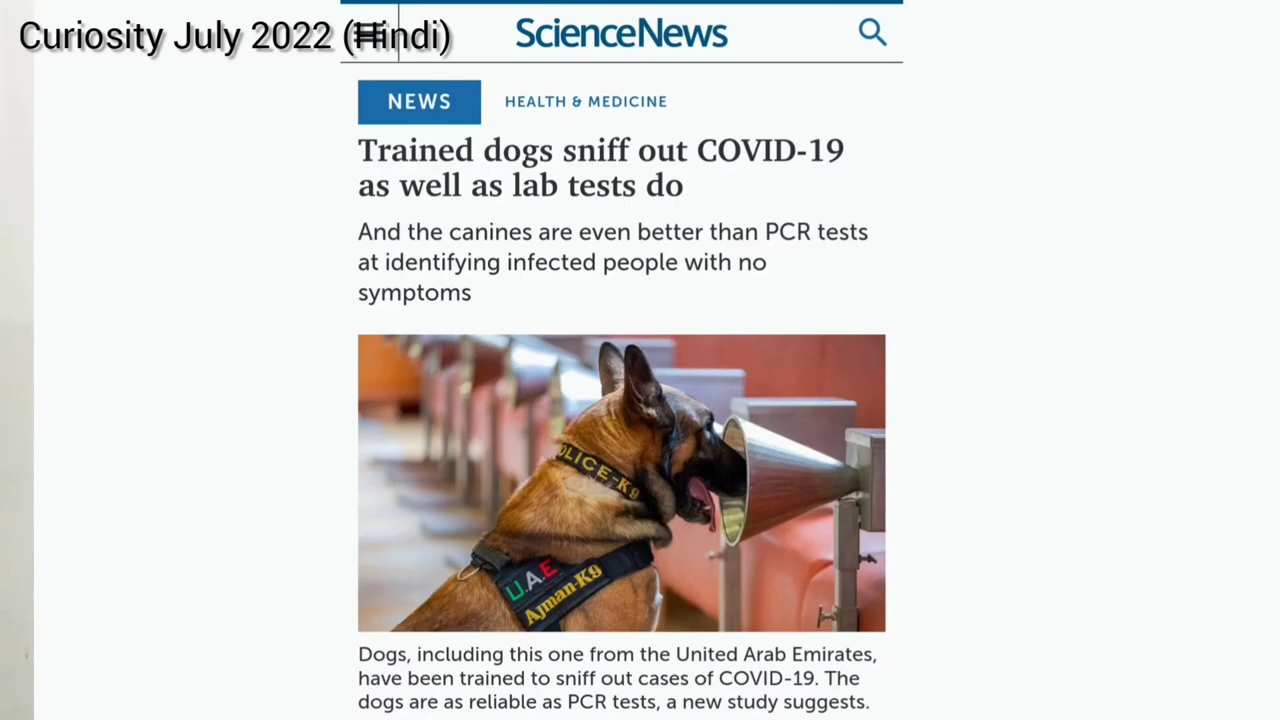 Curiosity July 2022 (Hindi)
ScienceNews
NEWS
HEALTH & MEDICINE
Trained dogs sniff out COVID-19
as well as lab tests do
And the canines are even better than PCR tests
at identifying infected people with no
symptoms
OLICE-K9
U.A.E
Ajman-K9
Dogs, including this one from the United Arab Emirates,
have been trained to sniff out cases of COVID-19. The
dogs are as reliable as PCR tests, a new study suggests.